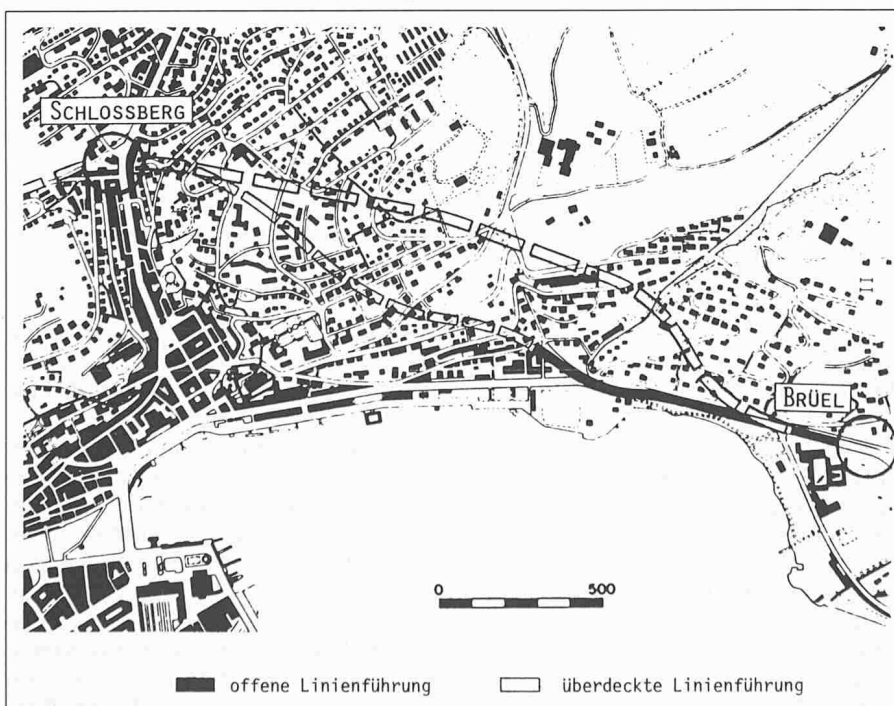 SCHLOSSBERG
BRÜEL
0 500
offene Linienführung überdeckte Linienführung